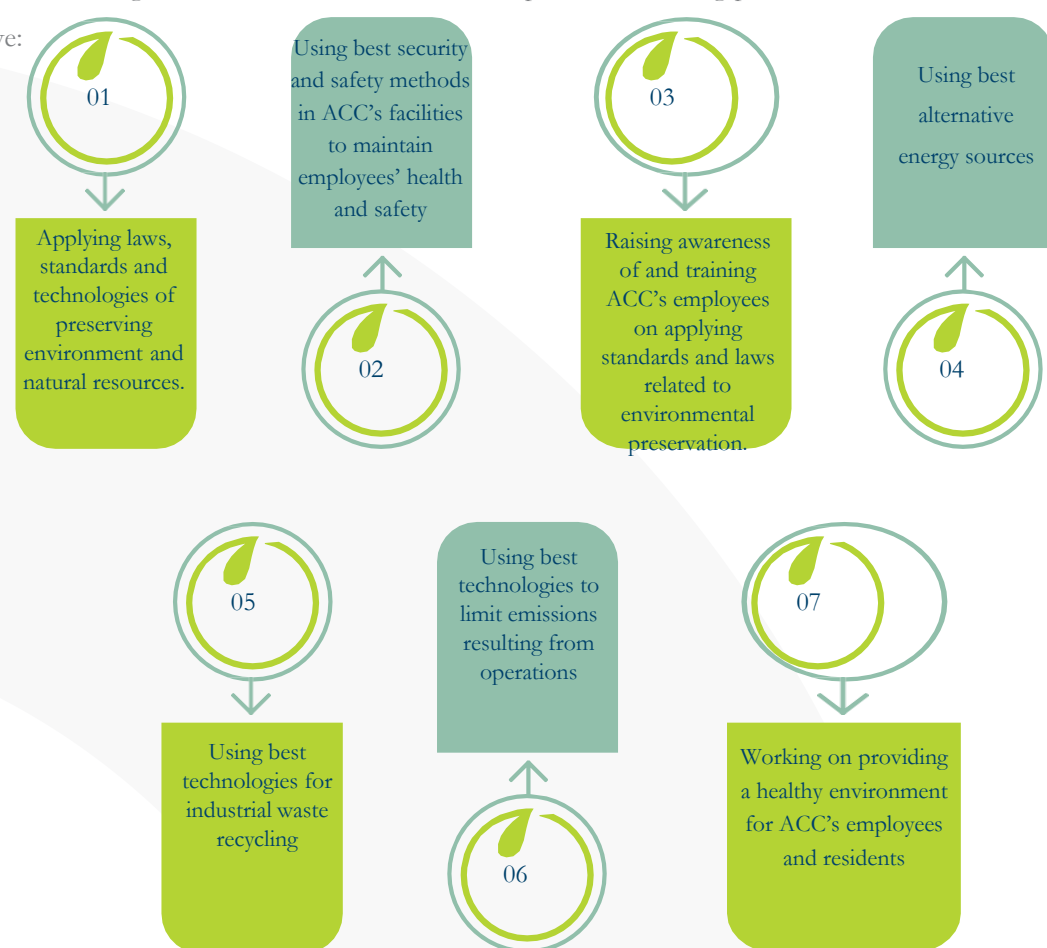 ve:
01
Applying laws,
standards and
technologies of
preserving
environment and
natural resources.
Using best security
and safety methods
in ACC’s facilities
to maintain
employees’ health
and safety
02
03
Raising awareness
of and training
ACC’s employees
on applying
standards and laws
related to
environmental
preservation.
Using best
alternative
energy sources
04
05
Using best
technologies for
industrial waste
recycling
Using best
technologies to
limit emissions
resulting from
operations
06
07
Working on providing
a healthy environment
for ACC’s employees
and residents